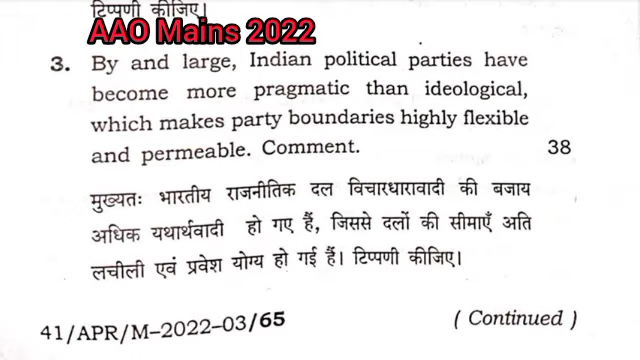 टिप्पणी कीजिए।
AAO Mains 2022
3. By and large, Indian political parties have
become more pragmatic than ideological,
which makes party boundaries highly flexible
and permeable. Comment. 38
मुख्यतः भारतीय राजनीतिक दल विचारधारावादी की बजाय
अधिक यथार्थवादी हो गए हैं, जिससे दलों की सीमाएँ अति
लचीली एवं प्रवेश योग्य हो गई हैं। टिप्पणी कीजिए।
41/APR/M–2022–03/65 ( Continued )